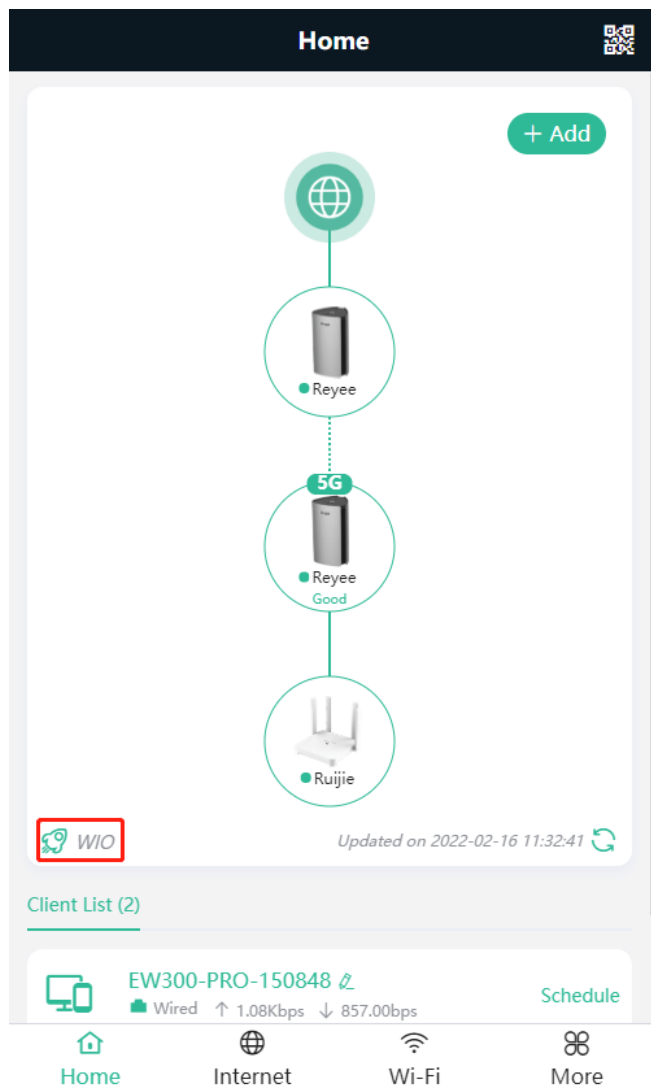 Home
+ Add
Reyee
5G
Reyee
Good
Ruijie
WIO
Updated on 2022-02-16 11:32:41
Client List (2)
EW300-PRO-150848
Wired ↑ 1.08Kbps ↓ 857.00bps
Schedule
Home Internet Wi-Fi More